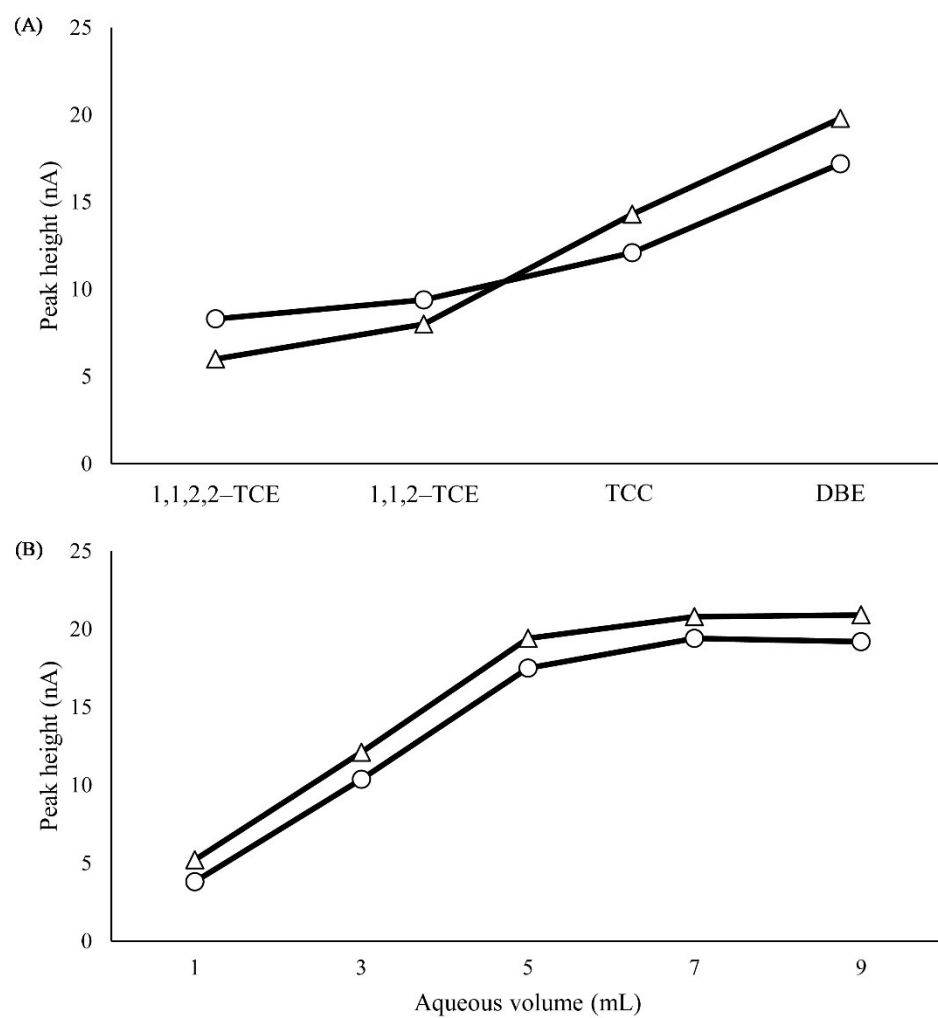 (A)
25
20
15
10
5
0
Peak height (nA)
1,1,2,2–TCE 1,1,2–TCE TCC DBE
(B)
25
20
15
10
5
0
Peak height (nA)
1 3 5 7 9
Aqueous volume (mL)